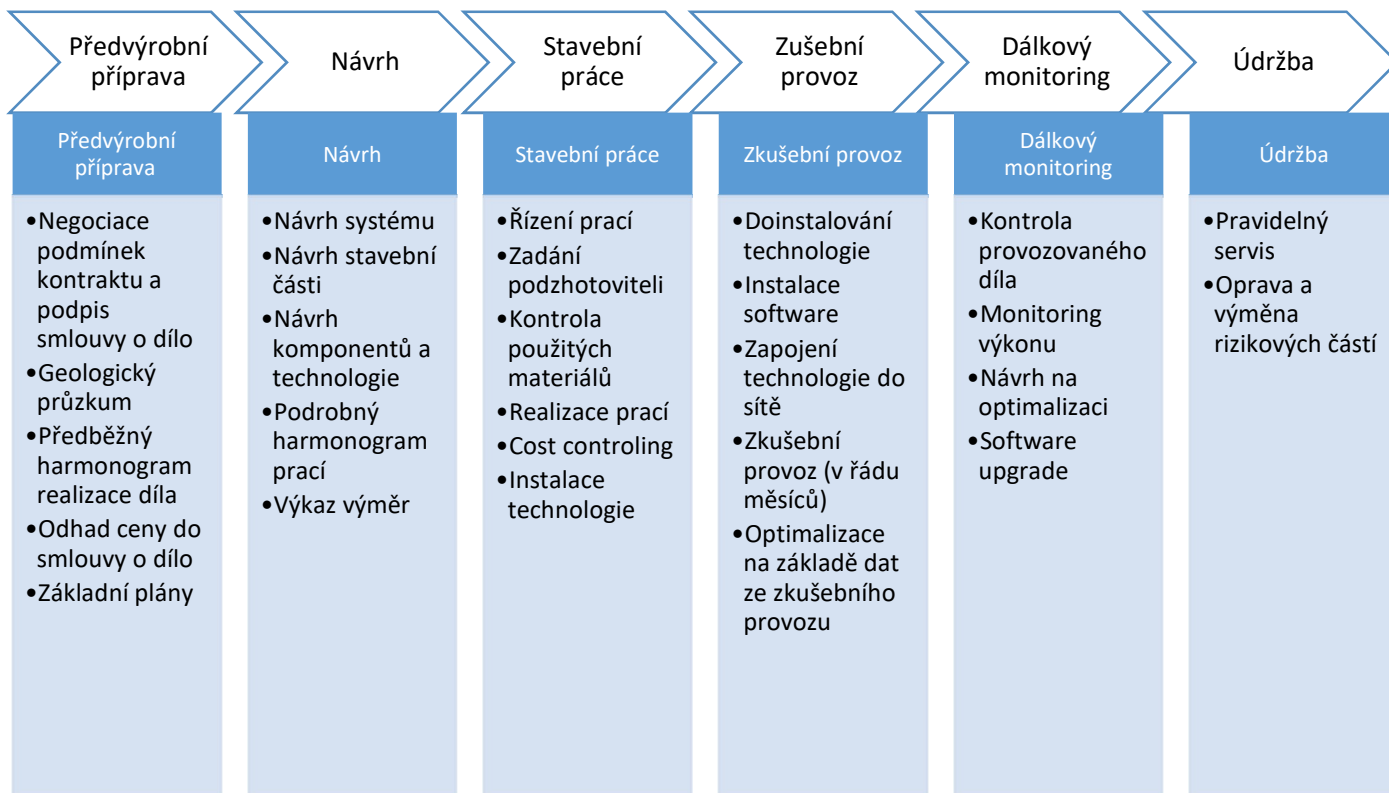 Předvýrobní
příprava
Návrh
Stavební
práce
Zušební
provoz
Dálkový
monitoring
Údržba
Předvýrobní
příprava
•Negociace
podmínek
kontraktu a
podpis
smlouvy o dílo
•Geologický
průzkum
•Předběžný
harmonogram
realizace díla
•Odhad ceny do
smlouvy o dílo
•Základní plány
Návrh
•Návrh systému
•Návrh stavební
části
•Návrh
komponentů a
technologie
•Podrobný
harmonogram
prací
•Výkaz výměr
Stavební práce
•Řízení prací
•Zadání
podzhotoviteli
•Kontrola
použitých
materiálů
•Realizace prací
•Cost controling
•Instalace
technologie
Zkušební provoz
•Doinstalování
technologie
•Instalace
software
•Zapojení
technologie do
sítě
•Zkušební
provoz (v řádu
měsíců)
•Optimalizace
na základě dat
ze zkušebního
provozu
Dálkový
monitoring
•Kontrola
provozovaného
díla
•Monitoring
výkonu
•Návrh na
optimalizaci
•Software
upgrade
Údržba
•Pravidelný
servis
•Oprava a
výměna
rizikových částí